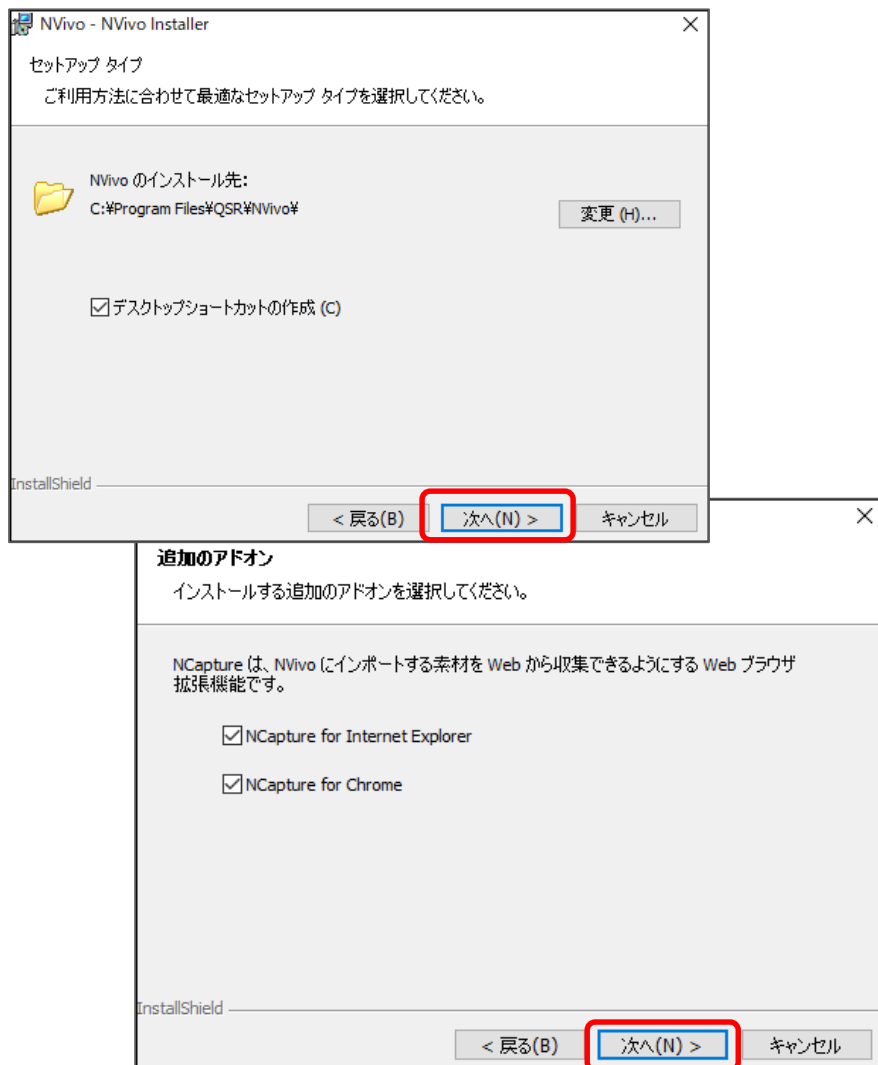 NVivo - NVivo Installer
セットアップ タイプ
ご利用方法に合わせて最適なセットアップ タイプを選択してください。
NVivo のインストール先:
C:¥Program Files¥QSR¥NVivo¥
変更 (H)...
デスクトップショートカットの作成 (C)
InstallShield
< 戻る(B)
次へ(N) >
キャンセル
追加のアドオン
インストールする追加のアドオンを選択してください。
NCapture は、NVivo にインポートする素材を Web から収集できるようにする Web ブラウザ
拡張機能です。
NCapture for Internet Explorer
NCapture for Chrome
InstallShield
< 戻る(B)
次へ(N) >
キャンセル